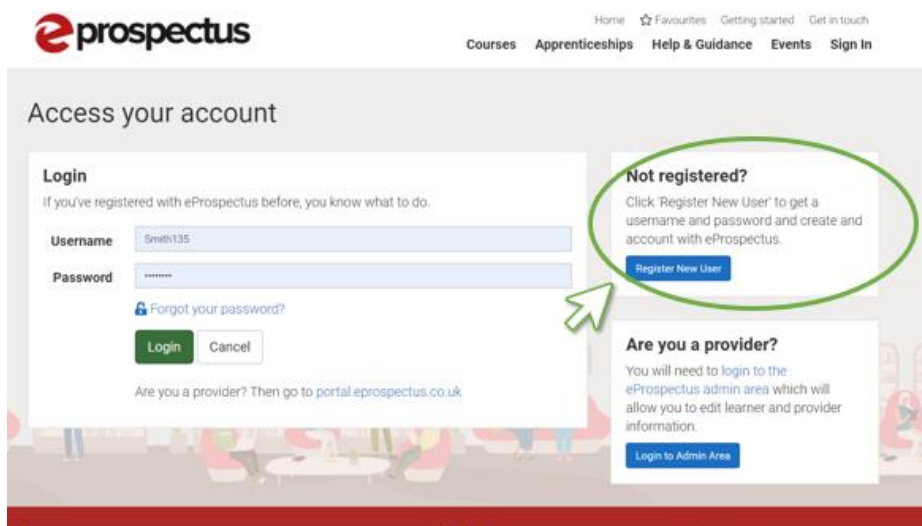 eprospectus
Home Favourites Getting started Get in touch
Courses Apprenticeships Help & Guidance Events Sign In
Access your account
Login
If you've registered with eProspectus before, you know what to do.
Username Smith135
Password ········
Forgot your password?
Login Cancel
Are you a provider? Then go to portal.eprospectus.co.uk
Not registered?
Click 'Register New User' to get a
username and password and create and
account with eProspectus.
Register New User
Are you a provider?
You will need to login to the
eProspectus admin area which will
allow you to edit learner and provider
information.
Login to Admin Area